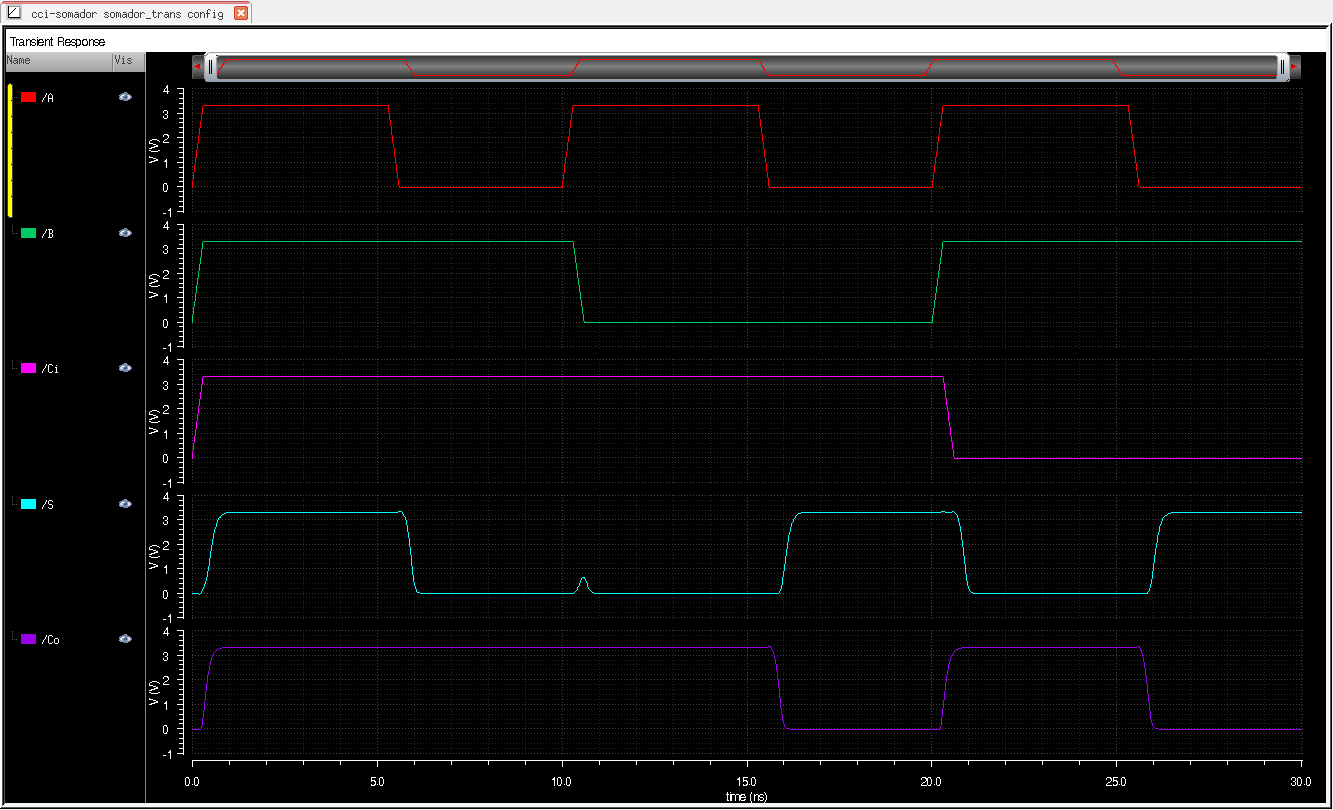 cci-somador somador_trans config
Transient Response
Name Vis
/A
4
3
2
1
0
-1
V (V)
/B
4
3
2
1
0
-1
V (V)
/Ci
4
3
2
1
0
-1
V (V)
/S
4
3
2
1
0
-1
V (V)
/Co
4
3
2
1
0
-1
V (V)
0.0 5.0 10.0 15.0 20.0 25.0 30.0
time (ns)